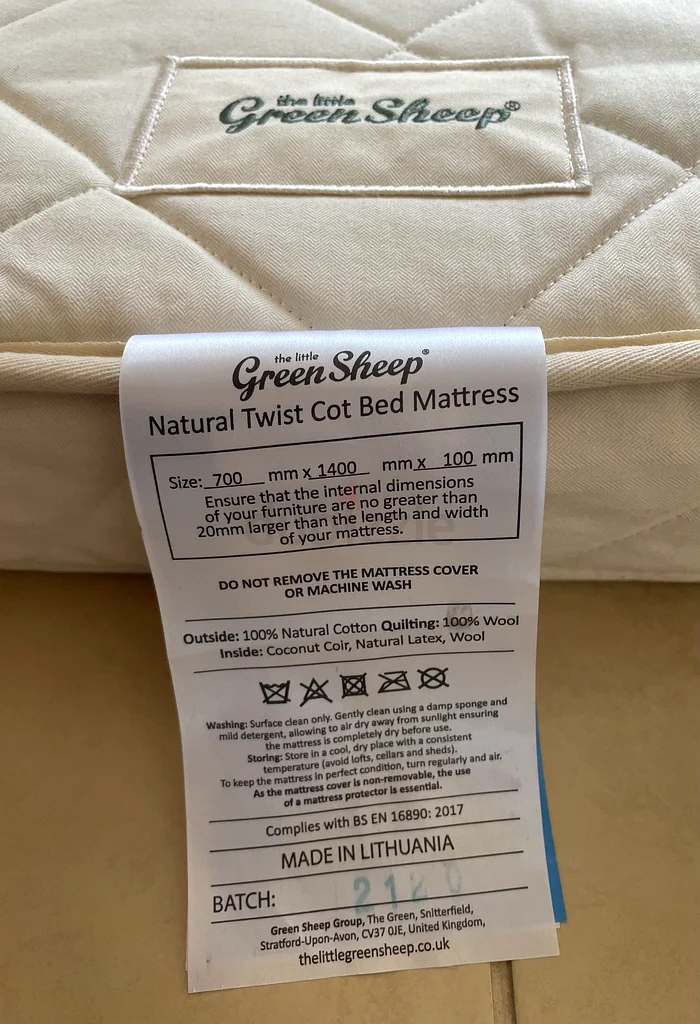 the little
Green Sheep®
the little
Green Sheep®
Natural Twist Cot Bed Mattress
Size: 700 mm x 1400 mm x 100 mm
Ensure that the internal dimensions
of your furniture are no greater than
20mm larger than the length and width
of your mattress.
DO NOT REMOVE THE MATTRESS COVER
OR MACHINE WASH
Outside: 100% Natural Cotton Quilting: 100% Wool
Inside: Coconut Coir, Natural Latex, Wool
Washing: Surface clean only. Gently clean using a damp sponge and
mild detergent, allowing to air dry away from sunlight ensuring
the mattress is completely dry before use.
Storing: Store in a cool, dry place with a consistent
temperature (avoid lofts, cellars and sheds).
To keep the mattress in perfect condition, turn regularly and air.
As the mattress cover is non-removable, the use
of a mattress protector is essential.
Complies with BS EN 16890: 2017
MADE IN LITHUANIA
BATCH: 2120
Green Sheep Group, The Green, Snitterfield,
Stratford-Upon-Avon, CV37 0JE, United Kingdom,
thelittlegreensheep.co.uk